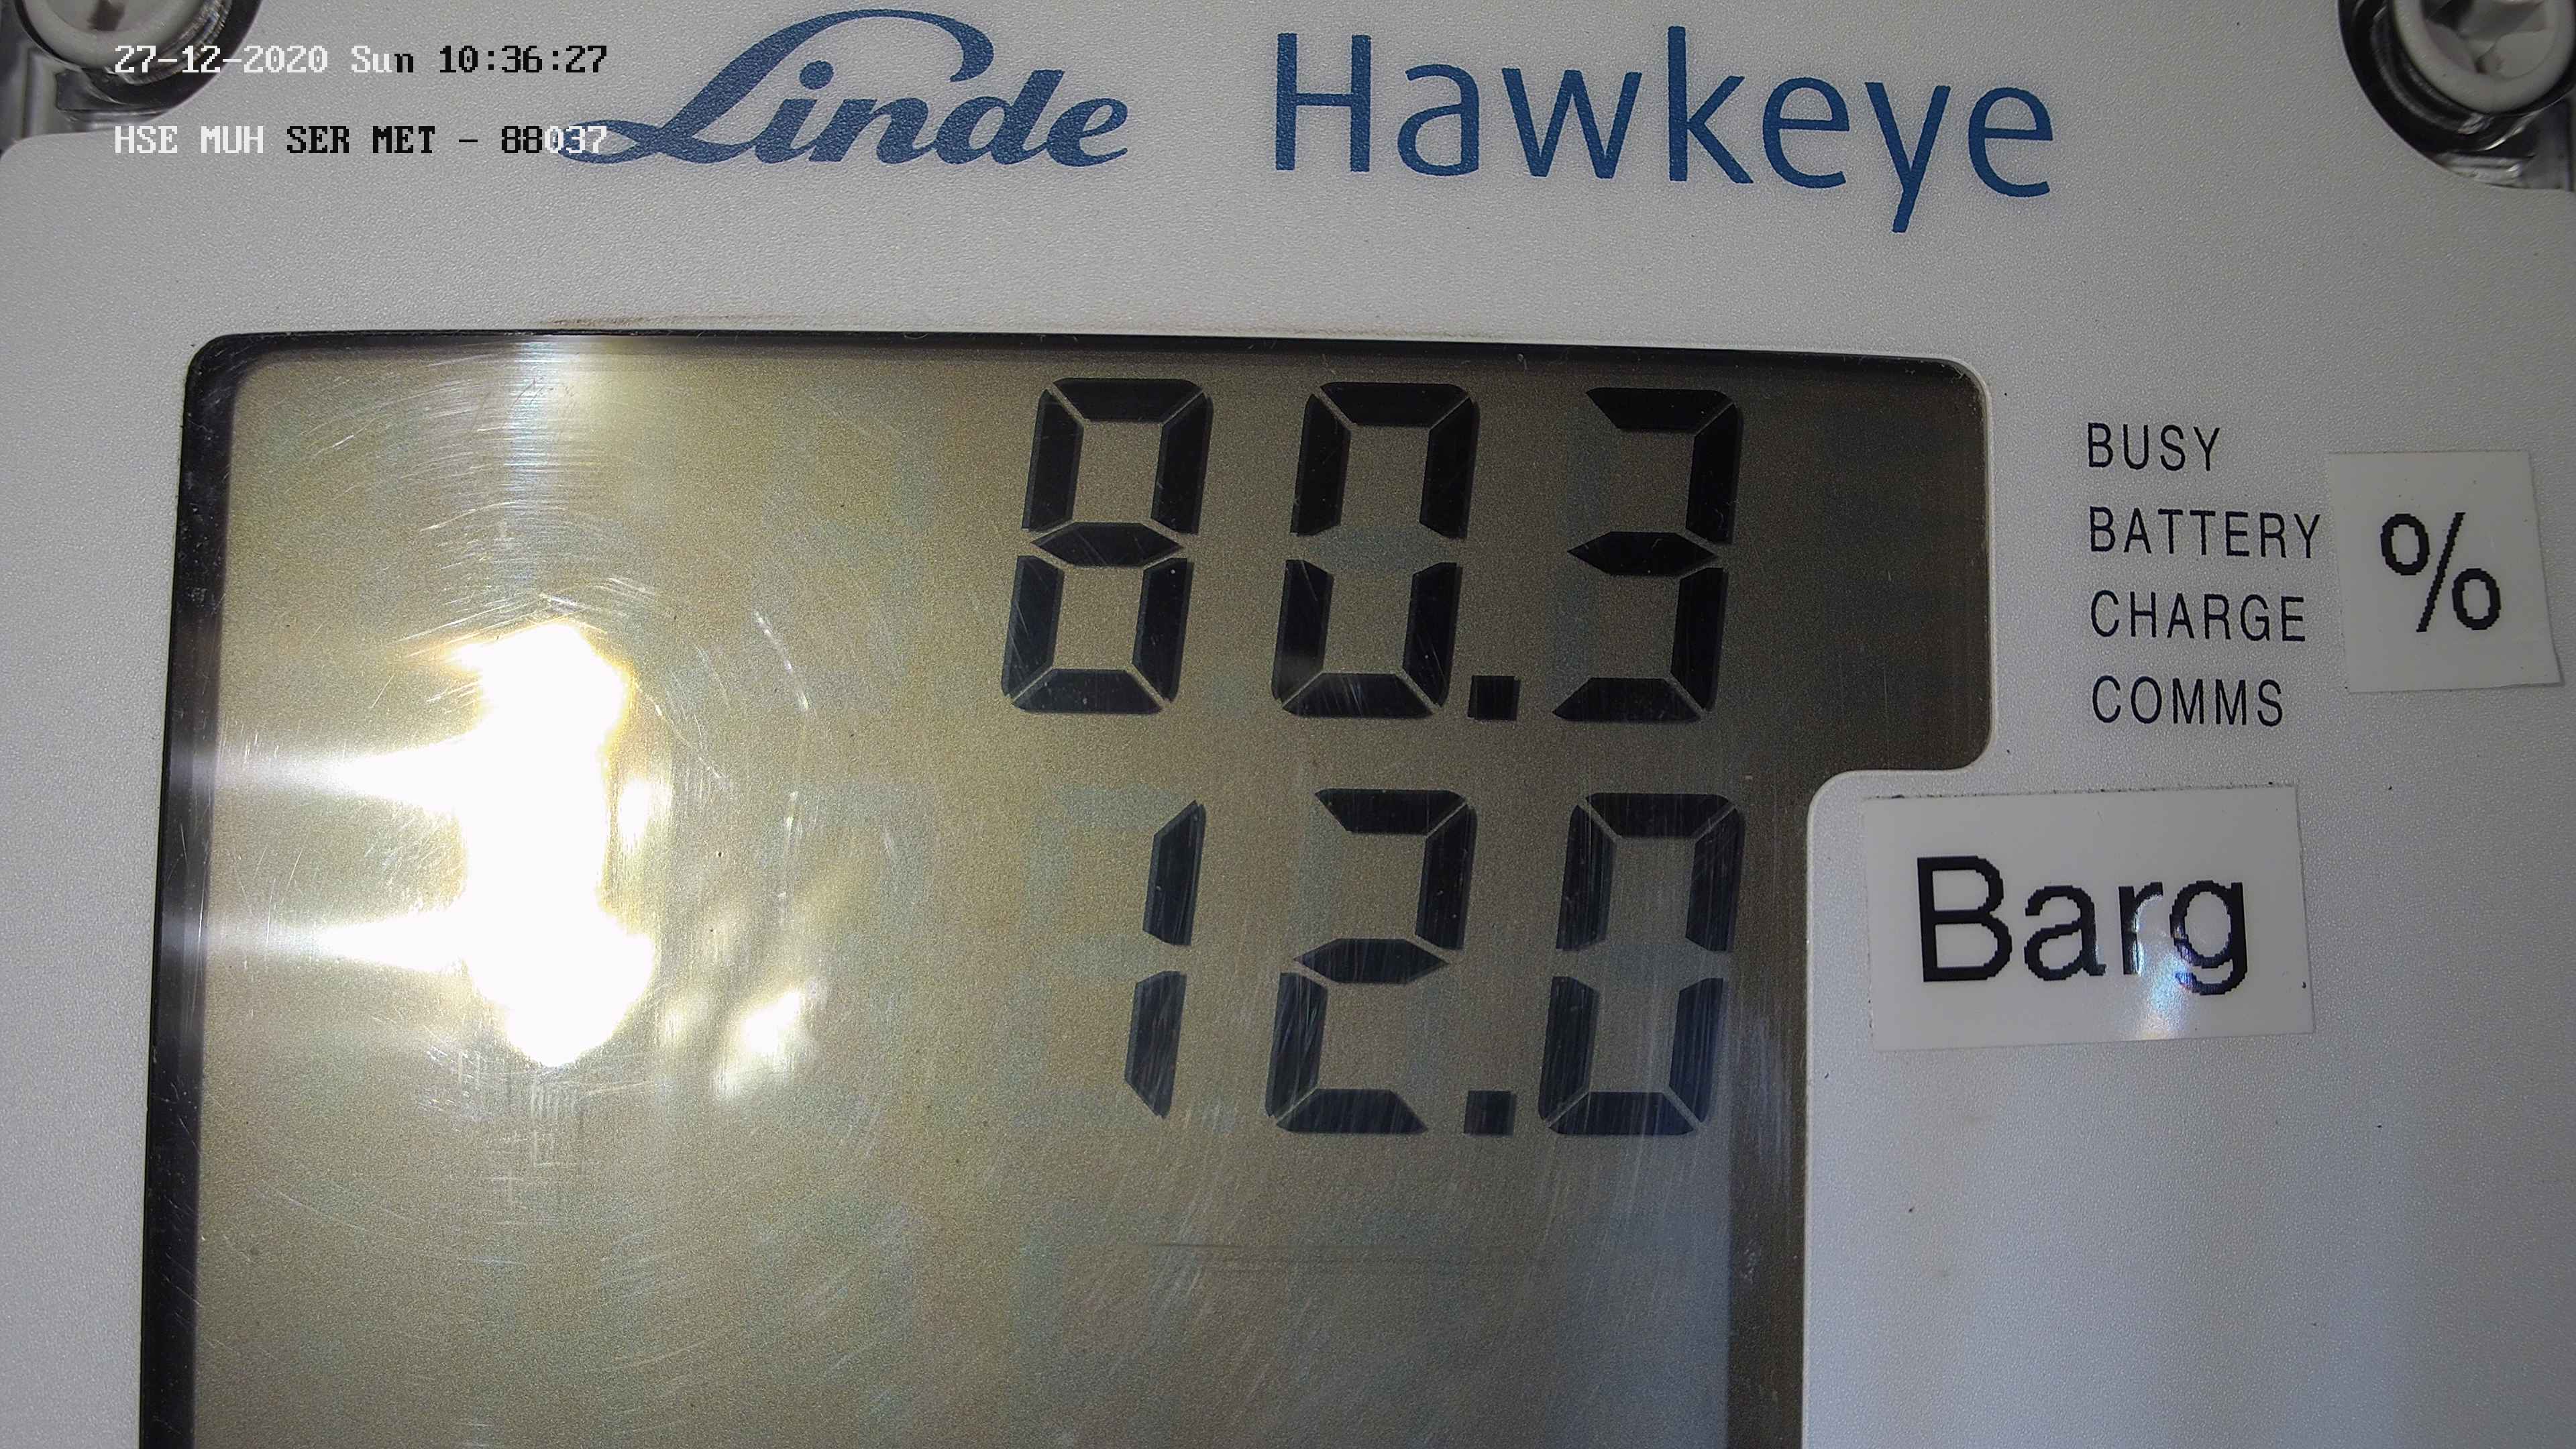 27-12-2020 Sun 10:36:27
HSE MUH SER MET - 88037
Linde Hawkeye
80.3
BUSY
BATTERY
CHARGE
COMMS
%
12.0
Barg